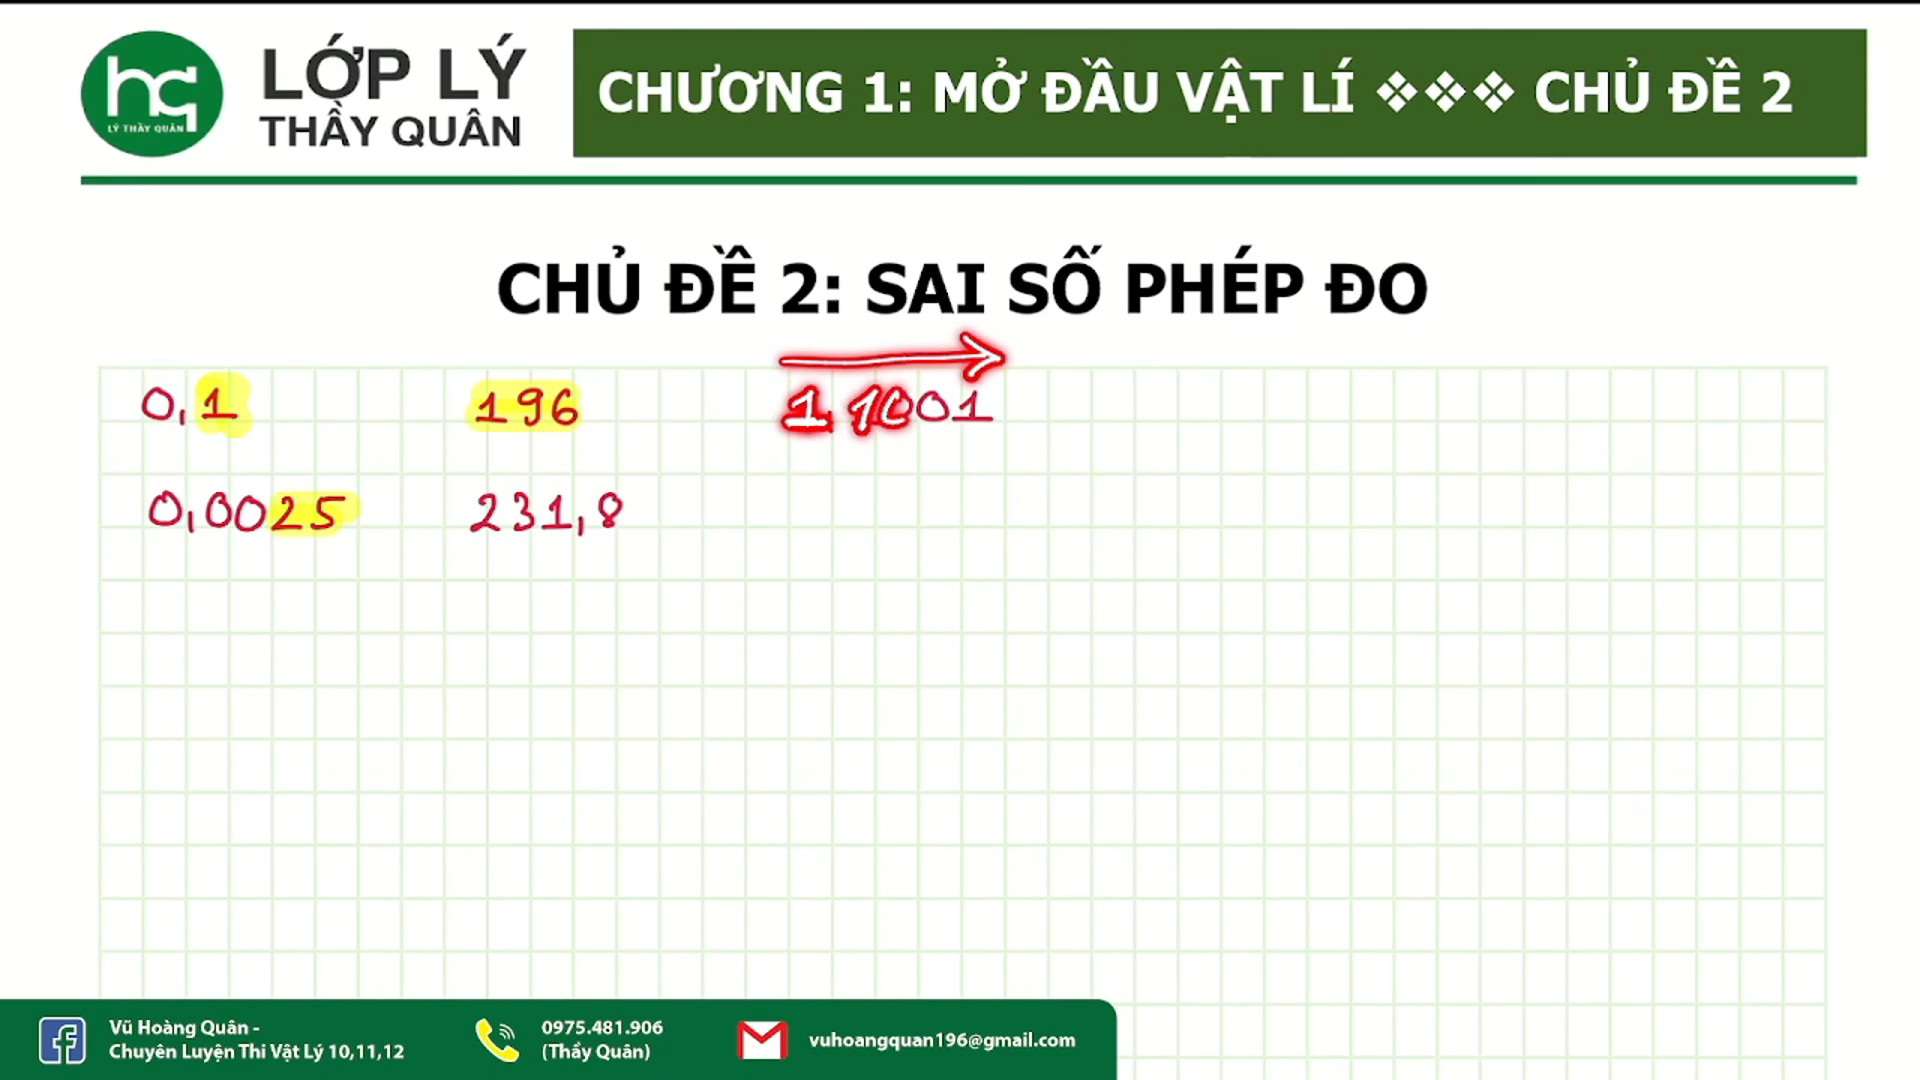 hq
LÝ THẦY QUÂN
LỚP LÝ
THẦY QUÂN
CHƯƠNG 1: MỞ ĐẦU VẬT LÍ ❖❖❖ CHỦ ĐỀ 2
CHỦ ĐỀ 2: SAI SỐ PHÉP ĐO
0,1 196 1,1001
0,0025 231,8
Vũ Hoàng Quân -
Chuyên Luyện Thi Vật Lý 10,11,12
0975.481.906
(Thầy Quân)
vuhoangquan196@gmail.com